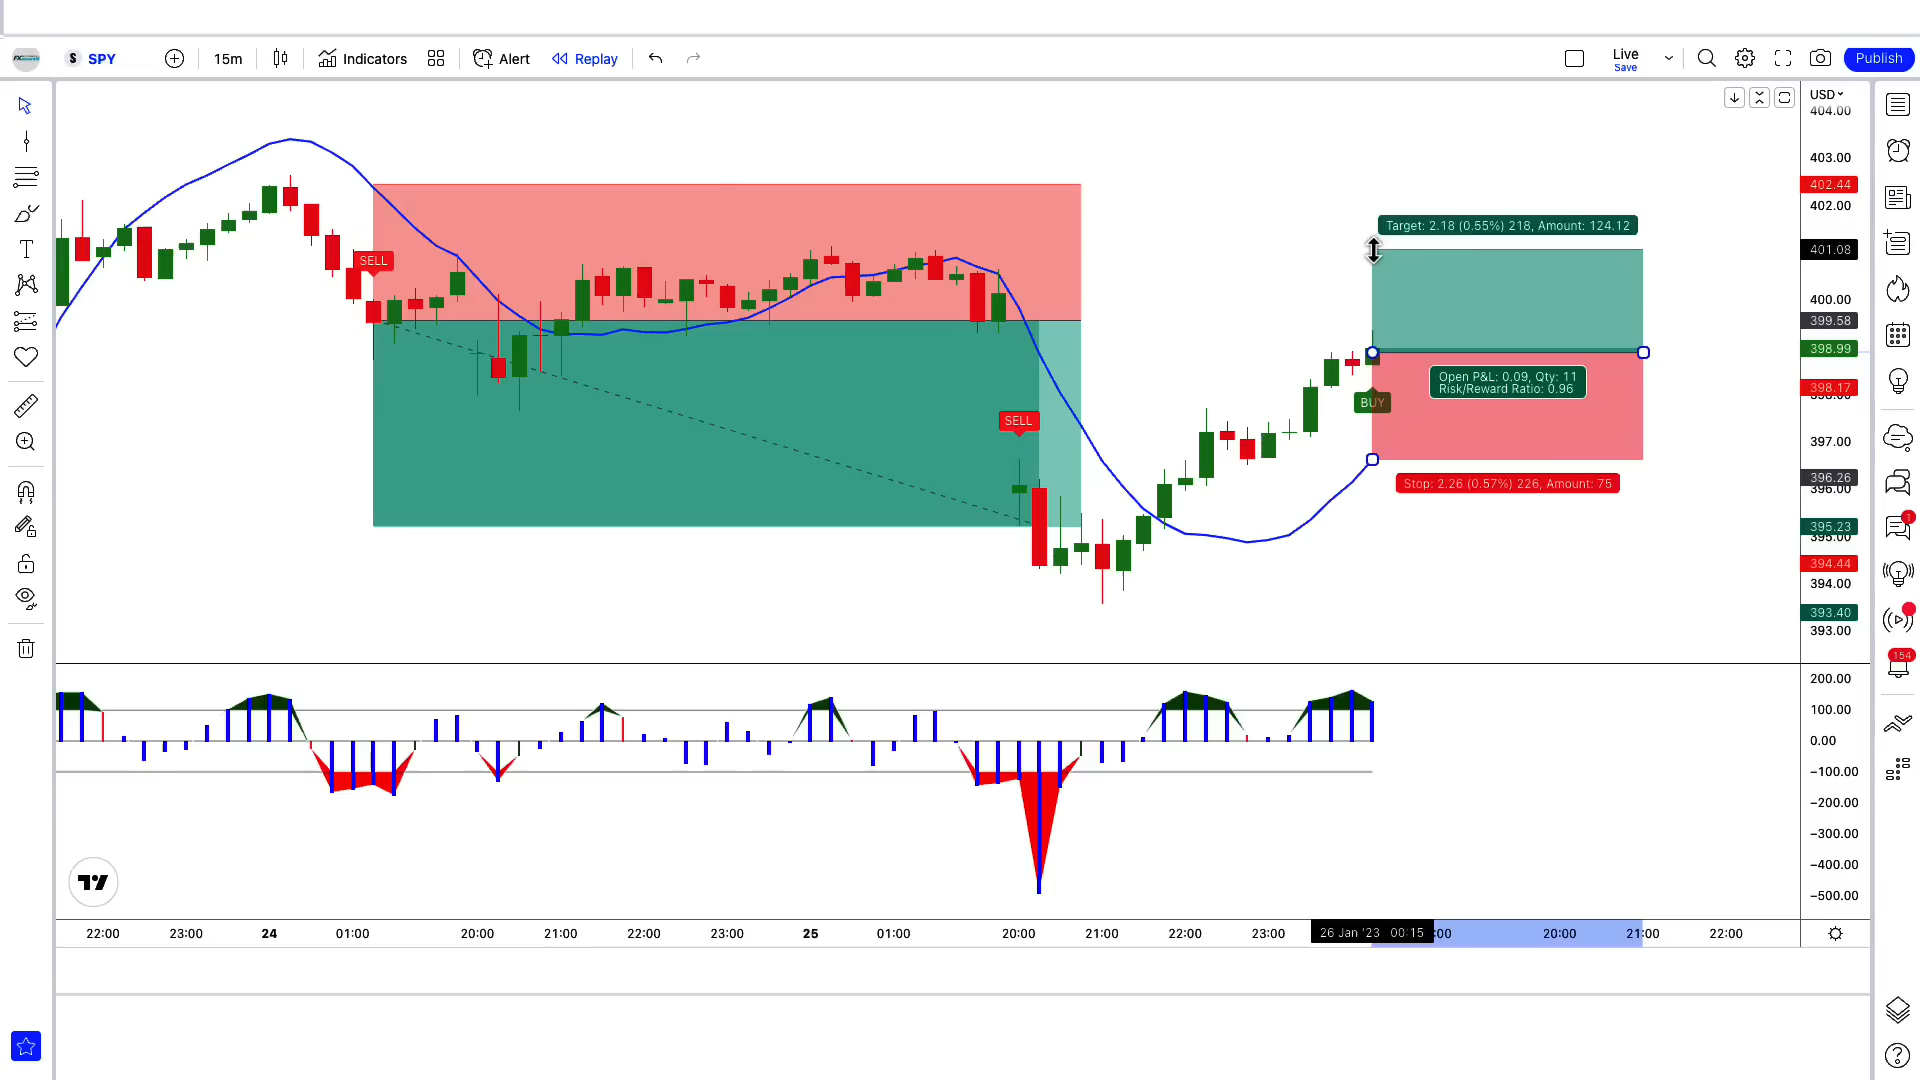 SPY
15m
Indicators
Alert
Replay
Live
Save
Publish
USD
404.00
403.00
402.44
402.00
401.08
400.00
399.58
398.99
398.17
398.00
397.00
396.26
396.00
395.23
395.00
394.44
394.00
393.40
393.00
SELL
SELL
BUY
Target: 2.18 (0.55%) 218, Amount: 124.12
Open P&L: 0.09, Qty: 11
Risk/Reward Ratio: 0.96
Stop: 2.26 (0.57%) 226, Amount: 75
1
154
200.00
100.00
0.00
−100.00
−200.00
−300.00
−400.00
−500.00
22:00
23:00
24
01:00
20:00
21:00
22:00
23:00
25
01:00
20:00
21:00
22:00
23:00
26 Jan '23 00:15
:00
20:00
21:00
22:00